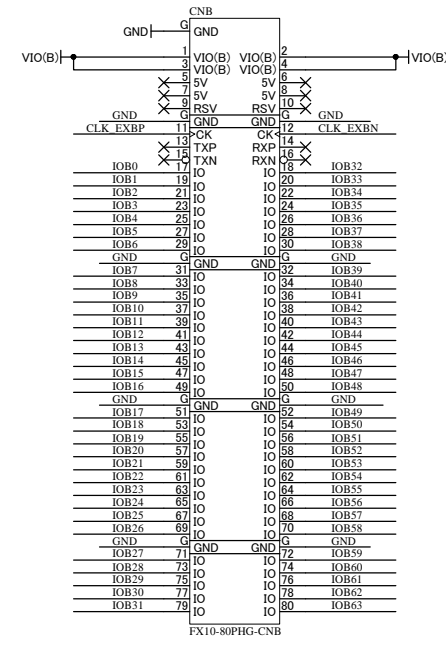 CNB
GND G GND
VIO(B) 1 VIO(B) VIO(B) 2 VIO(B)
3 VIO(B) VIO(B) 4
5 5V 5V 6
7 5V 5V 8
9 RSV RSV 10
GND G GND GND G GND
CLK_EXBP 11 CK CK 12 CLK_EXBN
13 TXP RXP 14
15 TXN RXN 16
IOB0 17 IO IO 18 IOB32
IOB1 19 IO IO 20 IOB33
IOB2 21 IO IO 22 IOB34
IOB3 23 IO IO 24 IOB35
IOB4 25 IO IO 26 IOB36
IOB5 27 IO IO 28 IOB37
IOB6 29 IO IO 30 IOB38
GND G GND GND G GND
IOB7 31 IO IO 32 IOB39
IOB8 33 IO IO 34 IOB40
IOB9 35 IO IO 36 IOB41
IOB10 37 IO IO 38 IOB42
IOB11 39 IO IO 40 IOB43
IOB12 41 IO IO 42 IOB44
IOB13 43 IO IO 44 IOB45
IOB14 45 IO IO 46 IOB46
IOB15 47 IO IO 48 IOB47
IOB16 49 IO IO 50 IOB48
GND G GND GND G GND
IOB17 51 IO IO 52 IOB49
IOB18 53 IO IO 54 IOB50
IOB19 55 IO IO 56 IOB51
IOB20 57 IO IO 58 IOB52
IOB21 59 IO IO 60 IOB53
IOB22 61 IO IO 62 IOB54
IOB23 63 IO IO 64 IOB55
IOB24 65 IO IO 66 IOB56
IOB25 67 IO IO 68 IOB57
IOB26 69 IO IO 70 IOB58
GND G GND GND G GND
IOB27 71 IO IO 72 IOB59
IOB28 73 IO IO 74 IOB60
IOB29 75 IO IO 76 IOB61
IOB30 77 IO IO 78 IOB62
IOB31 79 IO IO 80 IOB63
FX10-80PHG-CNB